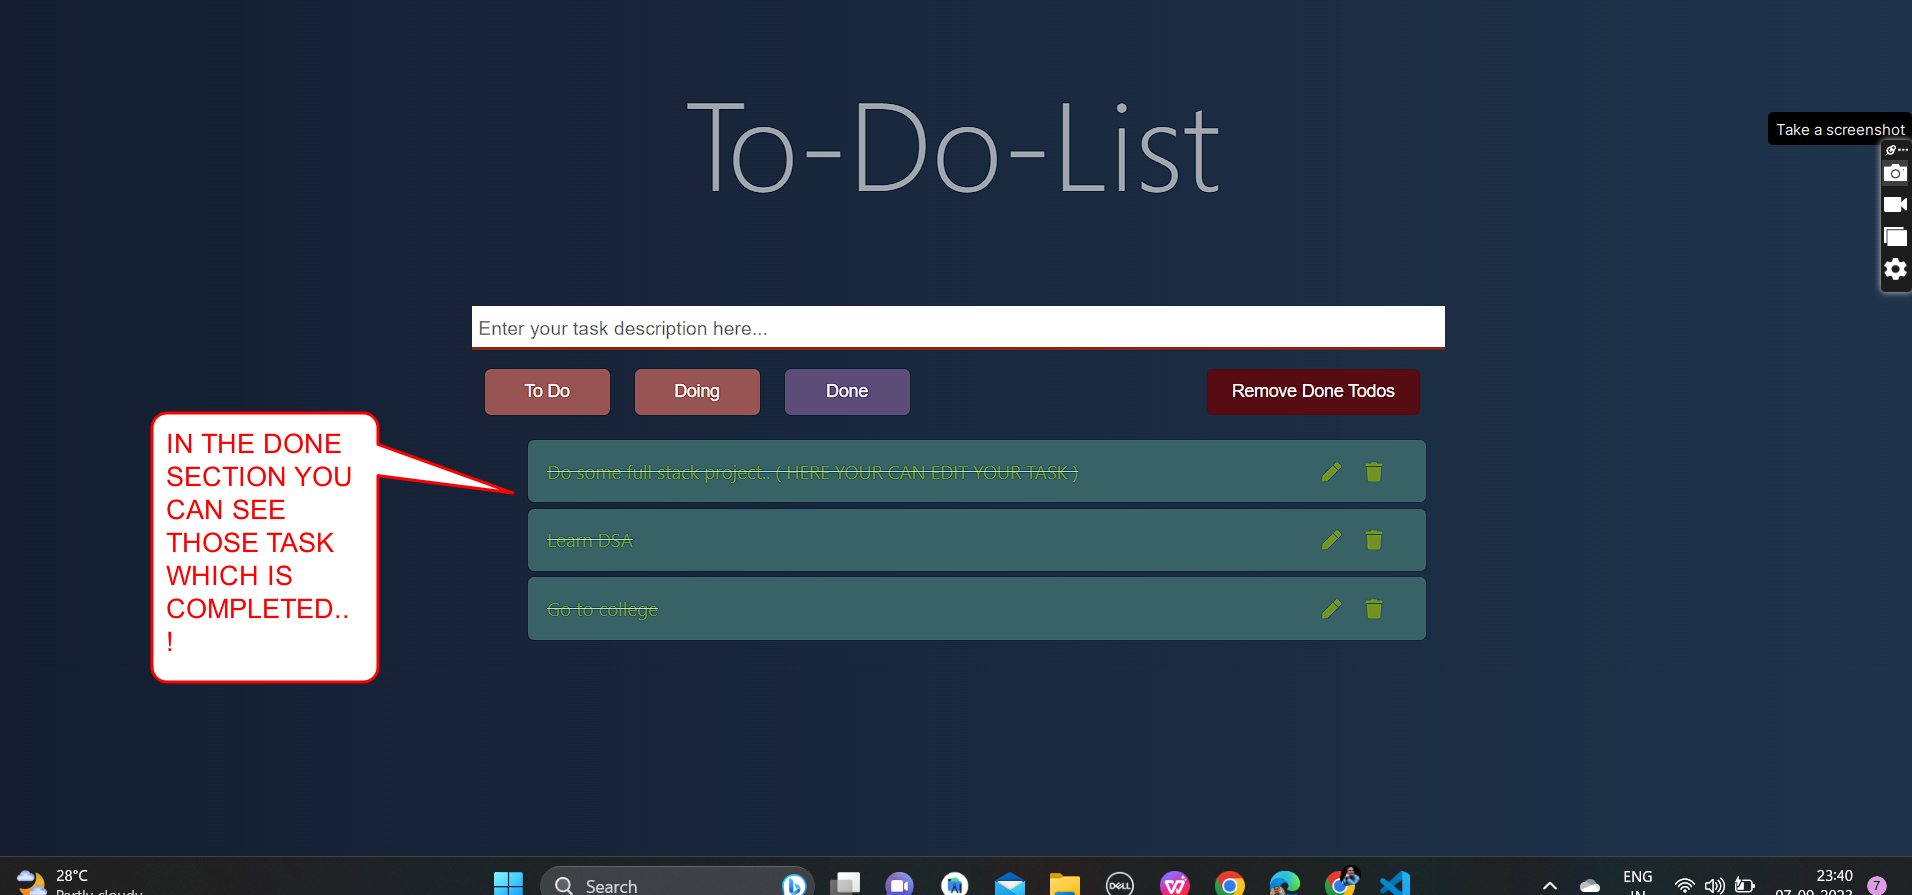 To-Do-List
Take a screenshot
Enter your task description here...
To Do
Doing
Done
Remove Done Todos
IN THE DONE
SECTION YOU
CAN SEE
THOSE TASK
WHICH IS
COMPLETED..
!
Do some full stack project.. ( HERE YOUR CAN EDIT YOUR TASK )
Learn DSA
Go to college
28°C
Partly cloudy
Search
DELL
ENG
IN
23:40
07-09-2023
7